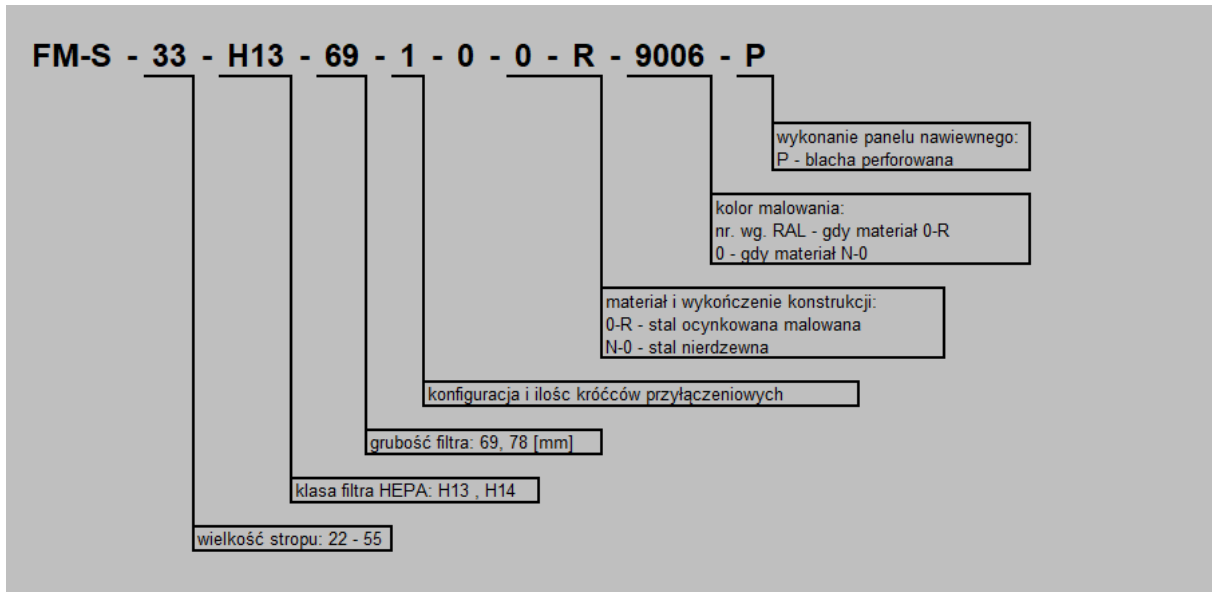 FM-S - 33 - H13 - 69 - 1 - 0 - 0 - R - 9006 - P
wykonanie panelu nawiewnego:
P - blacha perforowana
kolor malowania:
nr. wg. RAL - gdy materiał 0-R
0 - gdy materiał N-0
materiał i wykończenie konstrukcji:
0-R - stal ocynkowana malowana
N-0 - stal nierdzewna
konfiguracja i ilośc króćców przyłączeniowych
grubość filtra: 69, 78 [mm]
klasa filtra HEPA: H13 , H14
wielkość stropu: 22 - 55